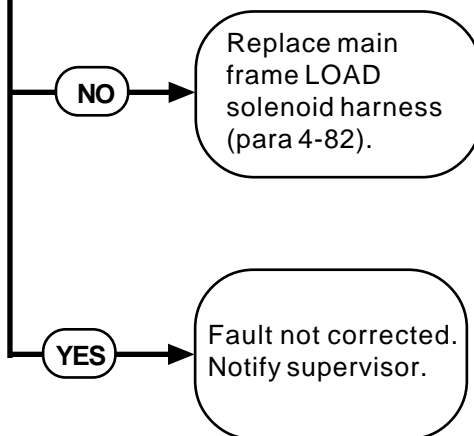 NO
Replace main
frame LOAD
solenoid harness
(para 4-82).
YES
Fault not corrected.
Notify supervisor.